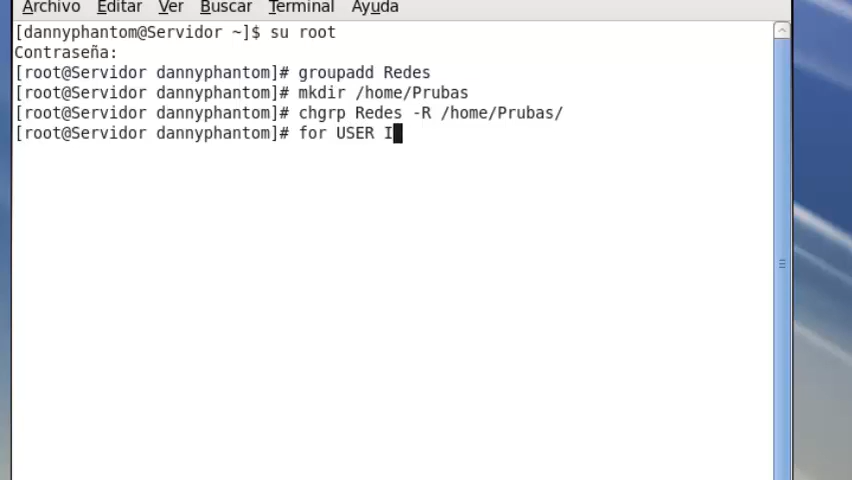 Archivo Editar Ver Buscar Terminal Ayuda
[dannyphantom@Servidor ~]$ su root
Contraseña:
[root@Servidor dannyphantom]# groupadd Redes
[root@Servidor dannyphantom]# mkdir /home/Prubas
[root@Servidor dannyphantom]# chgrp Redes -R /home/Prubas/
[root@Servidor dannyphantom]# for USER I